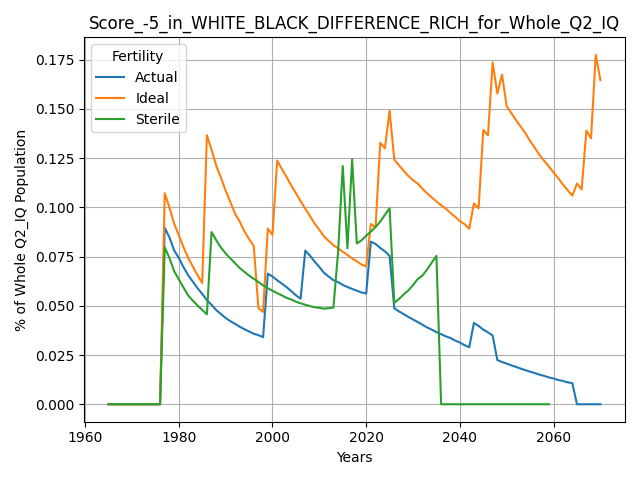 Score_-5_in_WHITE_BLACK_DIFFERENCE_RICH_for_Whole_Q2_IQ
Fertility
Actual
Ideal
Sterile
% of Whole Q2_IQ Population
0.175
0.150
0.125
0.100
0.075
0.050
0.025
0.000
1960
1980
2000
2020
2040
2060
Years